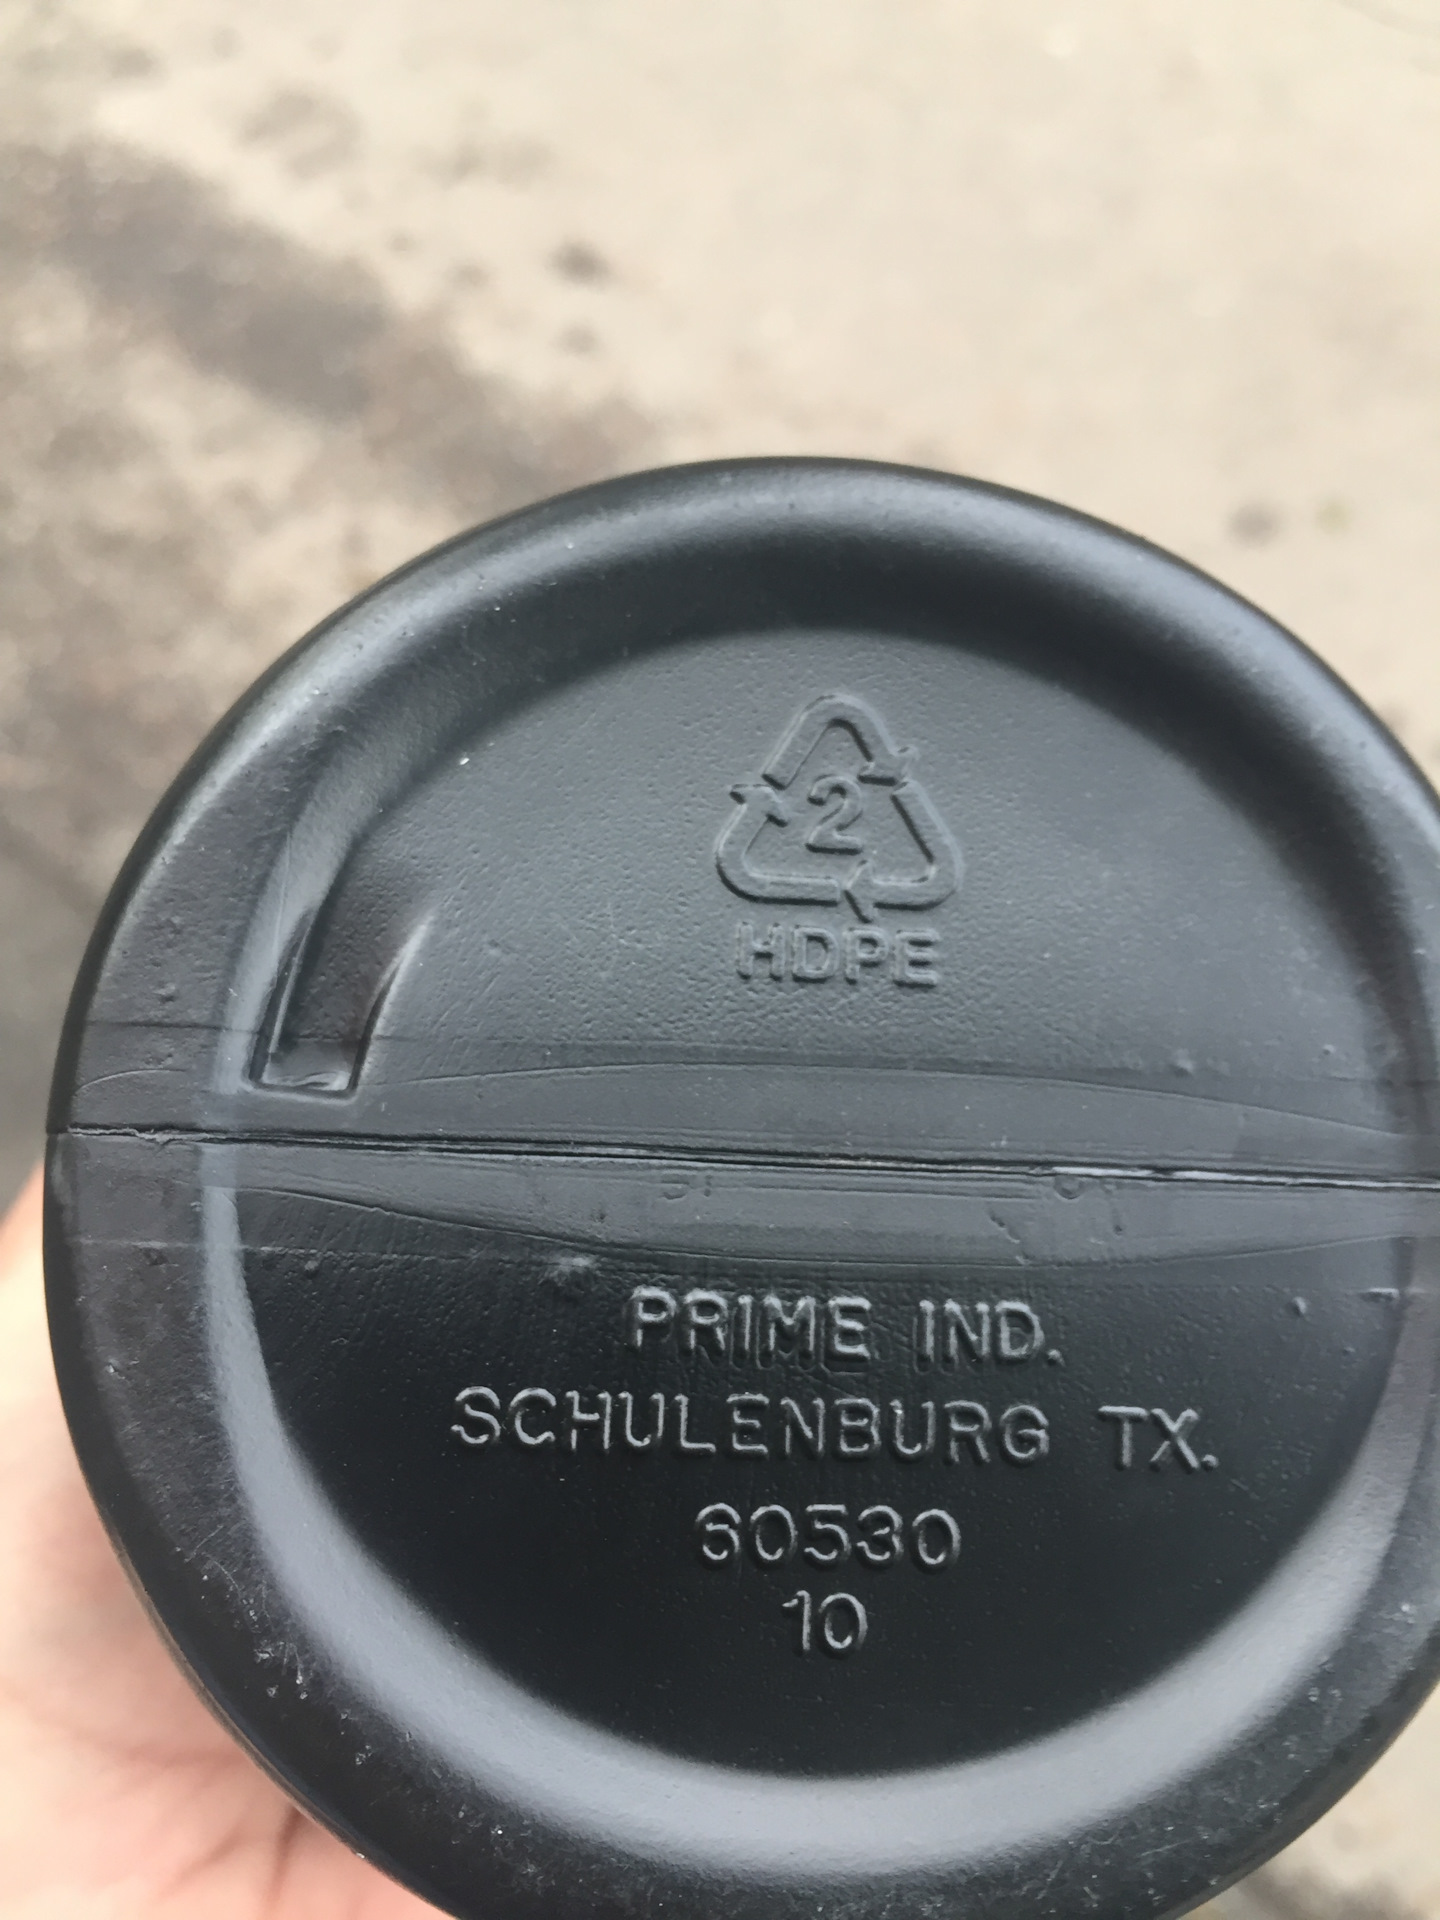 2
HDPE
PRIME IND.
SCHULENBURG TX.
60530
10